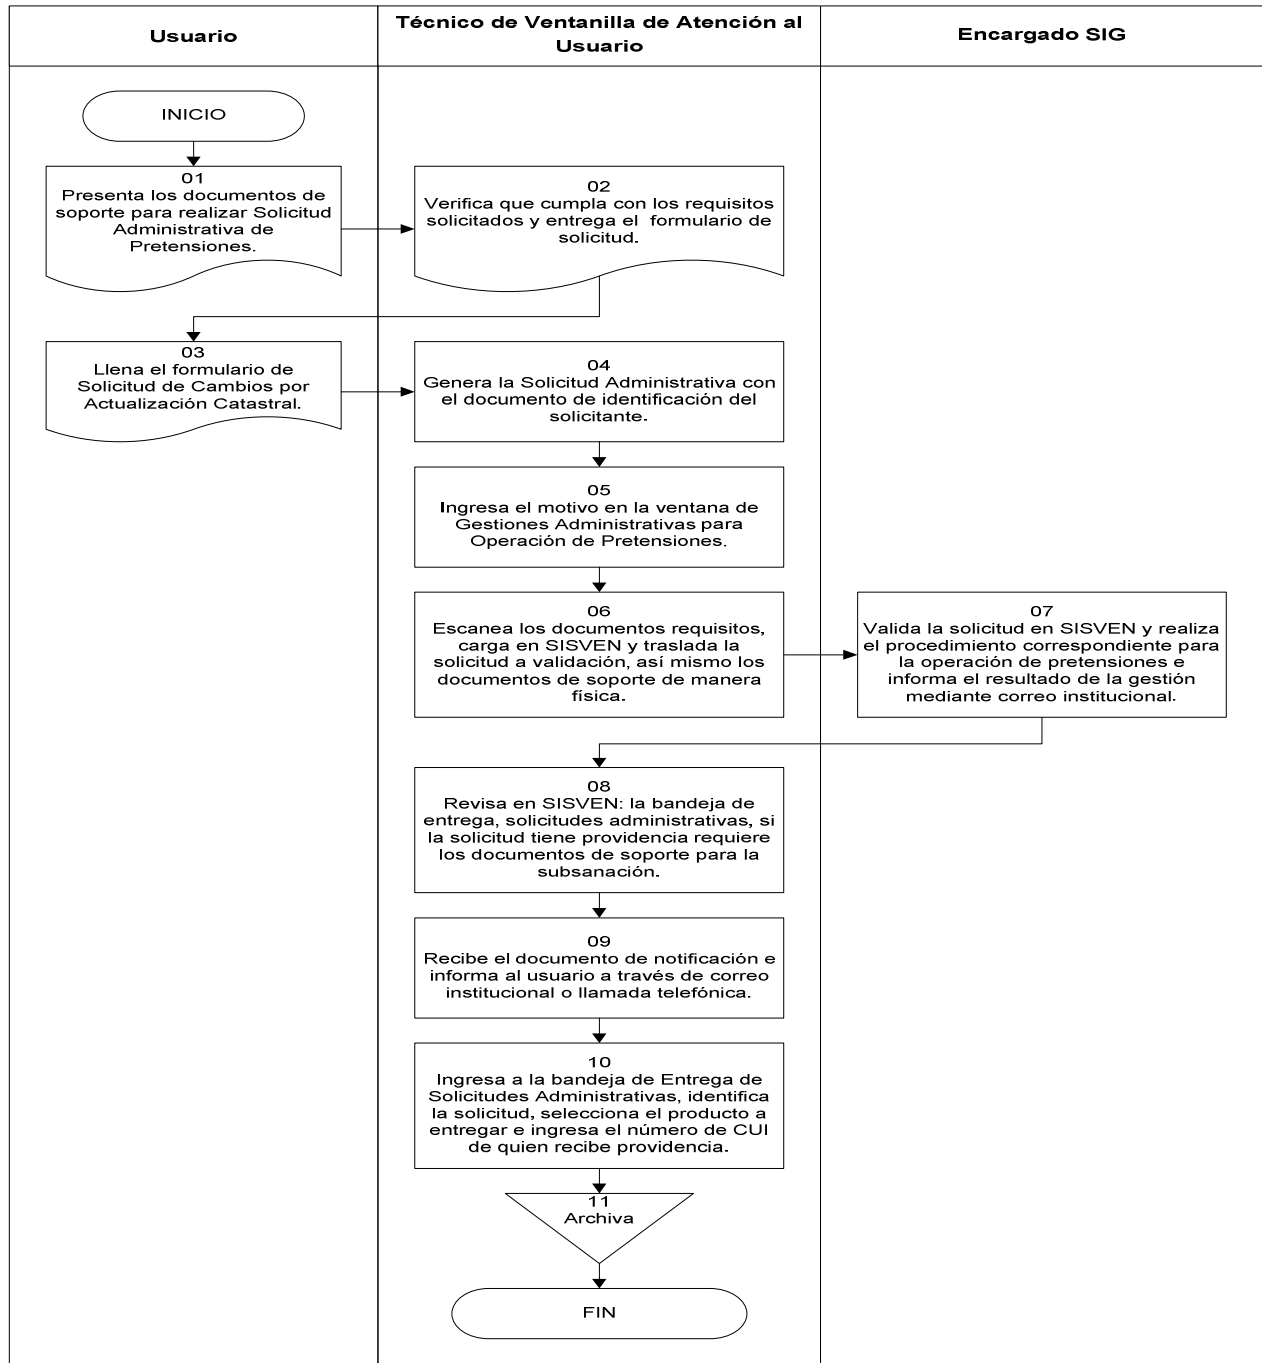 Usuario
Técnico de Ventanilla de Atención al
Usuario
Encargado SIG
INICIO
01
Presenta los documentos de
soporte para realizar Solicitud
Administrativa de
Pretensiones.
02
Verifica que cumpla con los requisitos
solicitados y entrega el formulario de
solicitud.
03
Llena el formulario de
Solicitud de Cambios por
Actualización Catastral.
04
Genera la Solicitud Administrativa con
el documento de identificación del
solicitante.
05
Ingresa el motivo en la ventana de
Gestiones Administrativas para
Operación de Pretensiones.
06
Escanea los documentos requisitos,
carga en SISVEN y traslada la
solicitud a validación, así mismo los
documentos de soporte de manera
física.
07
Valida la solicitud en SISVEN y realiza
el procedimiento correspondiente para
la operación de pretensiones e
informa el resultado de la gestión
mediante correo institucional.
08
Revisa en SISVEN: la bandeja de
entrega, solicitudes administrativas, si
la solicitud tiene providencia requiere
los documentos de soporte para la
subsanación.
09
Recibe el documento de notificación e
informa al usuario a través de correo
institucional o llamada telefónica.
10
Ingresa a la bandeja de Entrega de
Solicitudes Administrativas, identifica
la solicitud, selecciona el producto a
entregar e ingresa el número de CUI
de quien recibe providencia.
11
Archiva
FIN